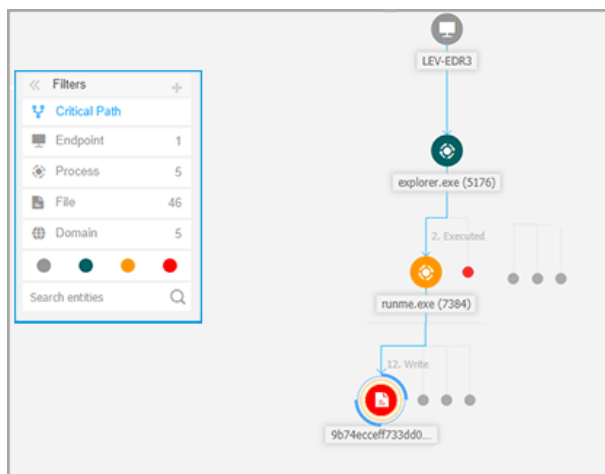 Filters
Critical Path
Endpoint 1
Process 5
File 46
Domain 5
Search entities
LEV-EDR3
explorer.exe (5176)
2. Executed
runme.exe (7384)
12. Write
9b74ecceff733dd0...